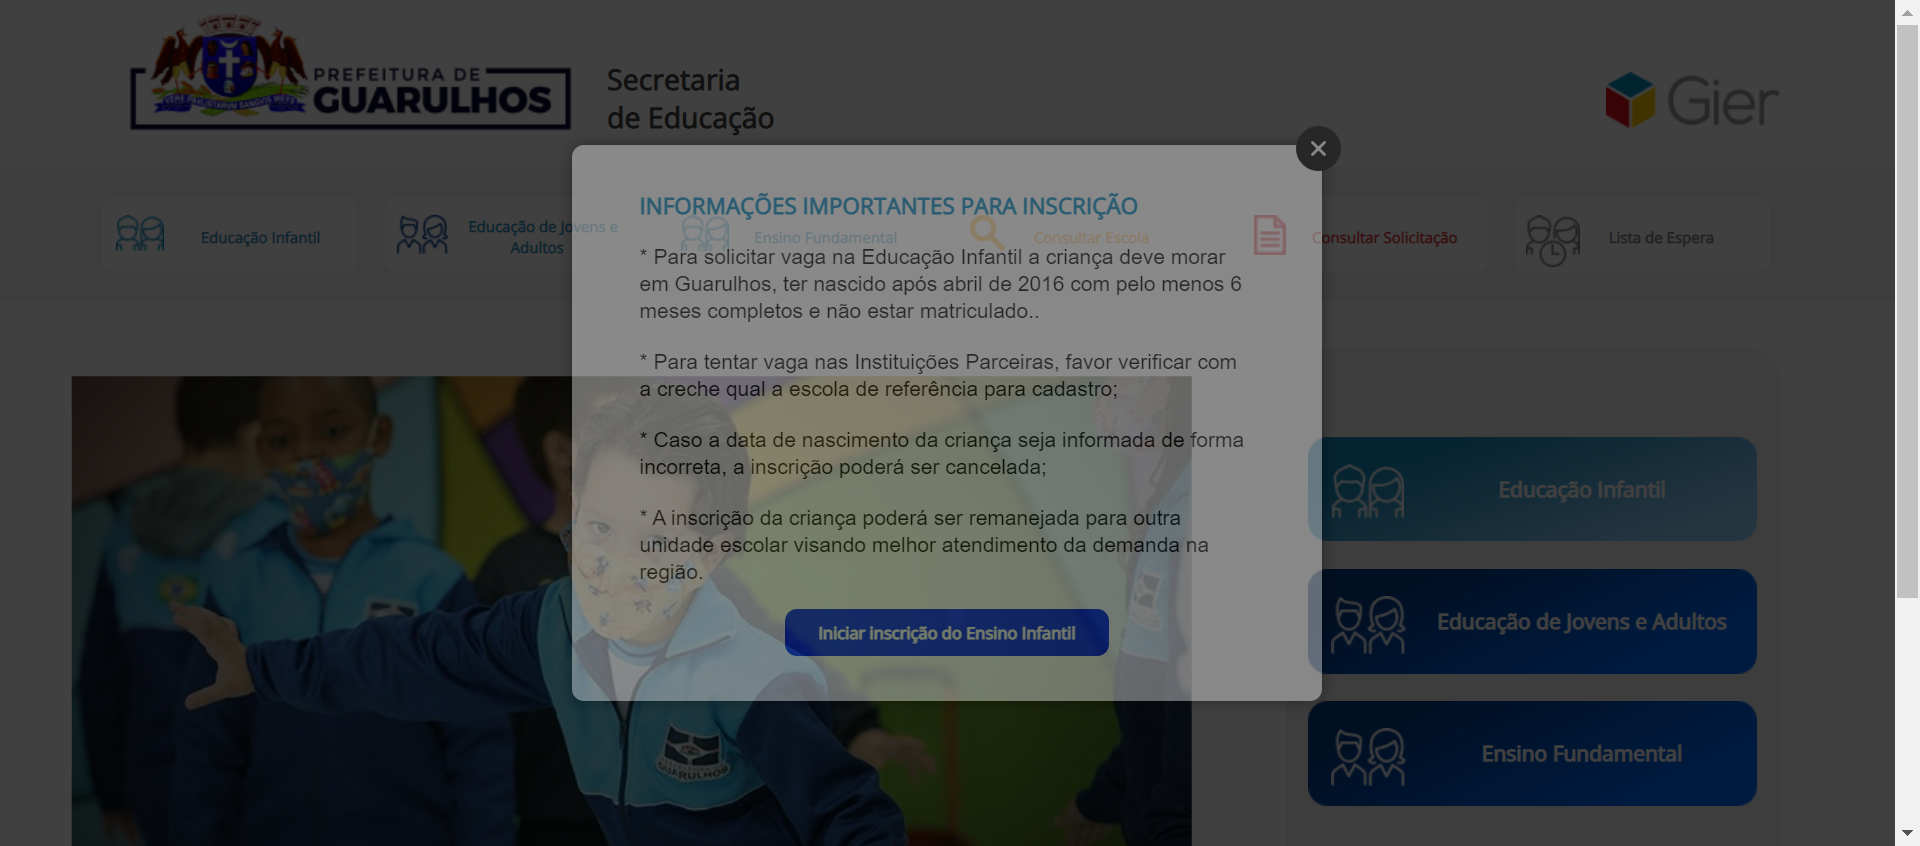 PREFEITURA DE
GUARULHOS
Secretaria
de Educação
Gier
Educação Infantil
Educação de Jovens e
Adultos
Ensino Fundamental
Consultar Escola
Consultar Solicitação
Lista de Espera
INFORMAÇÕES IMPORTANTES PARA INSCRIÇÃO
* Para solicitar vaga na Educação Infantil a criança deve morar
em Guarulhos, ter nascido após abril de 2016 com pelo menos 6
meses completos e não estar matriculado..
* Para tentar vaga nas Instituições Parceiras, favor verificar com
a creche qual a escola de referência para cadastro;
* Caso a data de nascimento da criança seja informada de forma
incorreta, a inscrição poderá ser cancelada;
* A inscrição da criança poderá ser remanejada para outra
unidade escolar visando melhor atendimento da demanda na
região.
Iniciar inscrição do Ensino Infantil
Educação Infantil
Educação de Jovens e Adultos
Ensino Fundamental
GUARULHOS